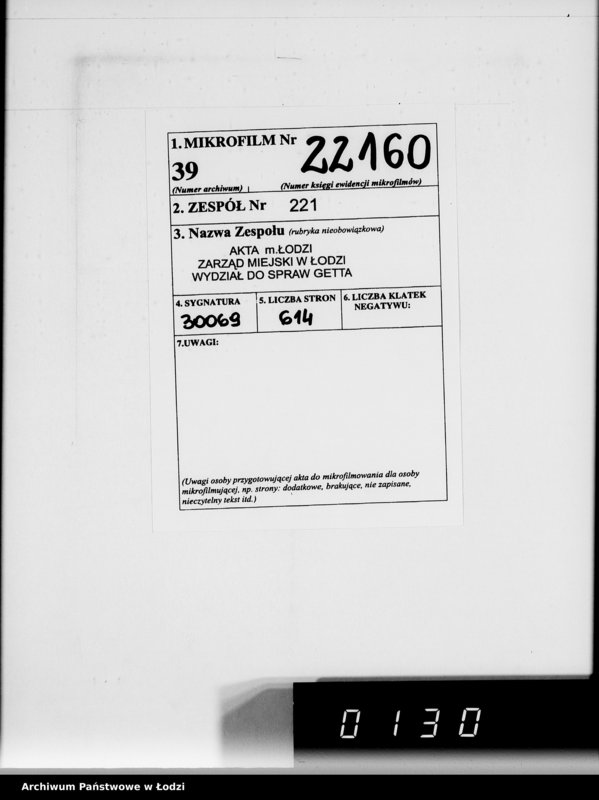 1. MIKROFILM Nr 22160
39
(Numer archiwum) (Numer księgi ewidencji mikrofilmów)
2. ZESPÓŁ Nr 221
3. Nazwa Zespołu (rubryka nieobowiązkowa)
AKTA m.ŁODZI
ZARZĄD MIEJSKI W ŁODZI
WYDZIAŁ DO SPRAW GETTA
4. SYGNATURA 5. LICZBA STRON 6. LICZBA KLATEK
NEGATYWU:
30069 614
7.UWAGI:
(Uwagi osoby przygotowującej akta do mikrofilmowania dla osoby
mikrofilmującej, np. strony: dodatkowe, brakujące, nie zapisane,
nieczytelny tekst itd.)
0130
Archiwum Państwowe w Łodzi